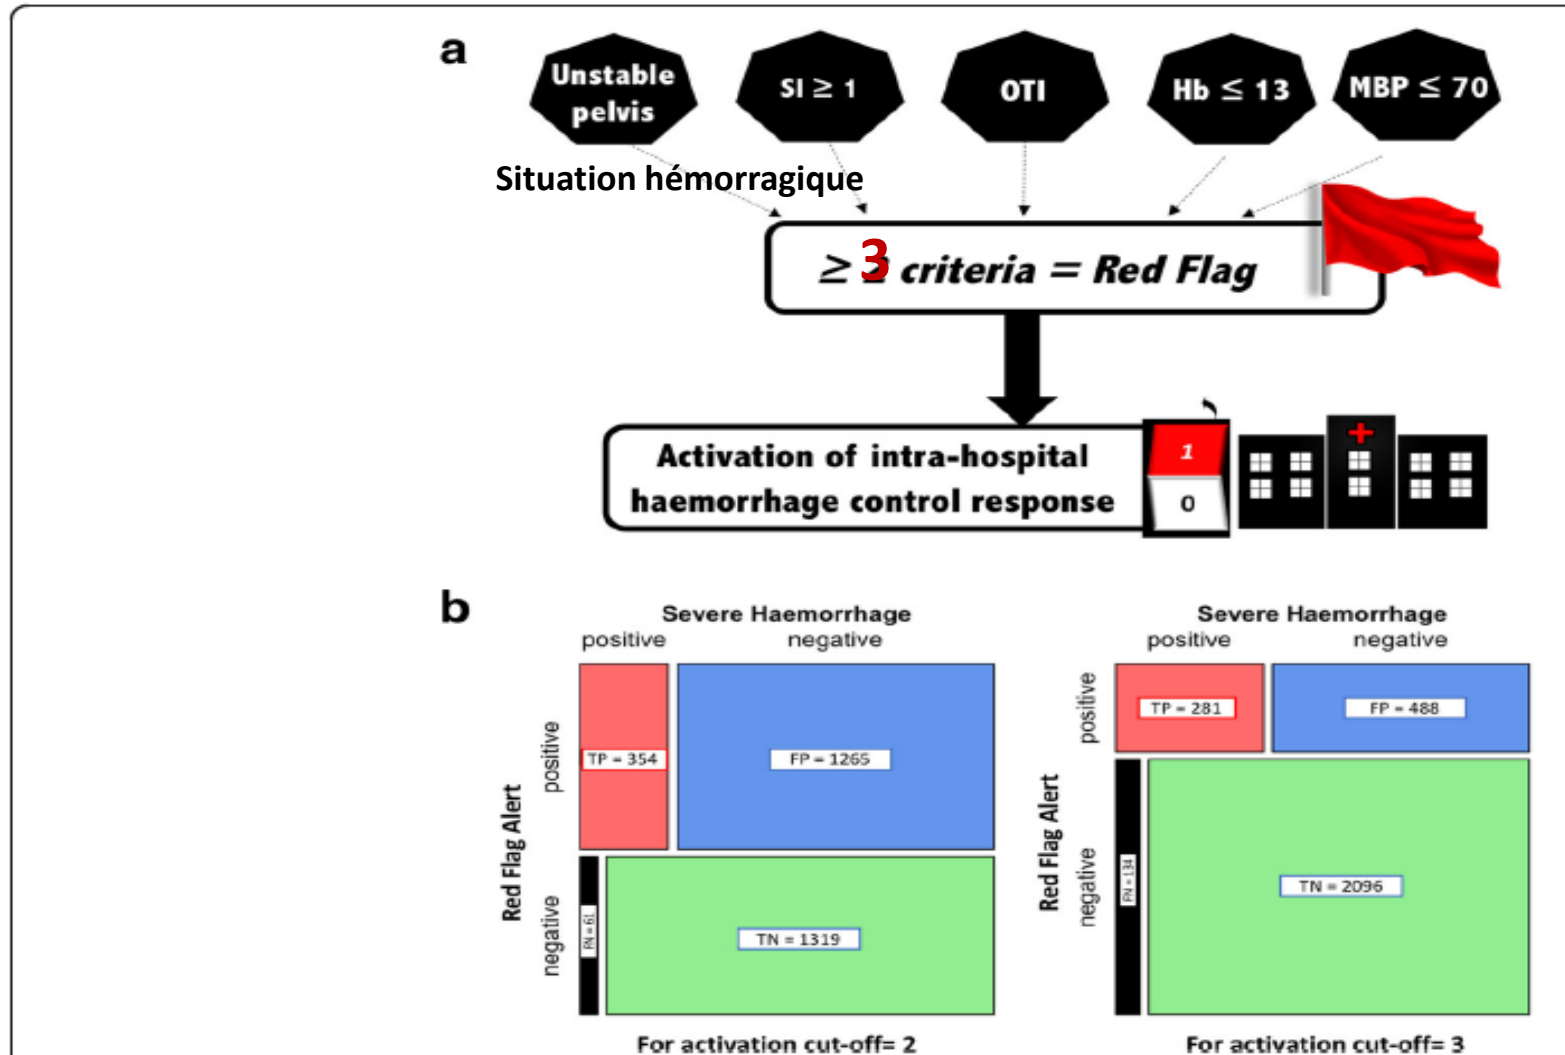 a
Unstable
pelvis
SI ≥ 1
OTI
Hb ≤ 13
MBP ≤ 70
Situation hémorragique
≥ 3 criteria = Red Flag
Activation of intra-hospital
haemorrhage control response
1
0
b
Severe Haemorrhage
positive negative
Red Flag Alert
positive
negative
TP = 354
FP = 1265
FN = 61
TN = 1319
For activation cut-off= 2
Severe Haemorrhage
positive negative
Red Flag Alert
positive
negative
TP = 281
FP = 488
FN = 134
TN = 2096
For activation cut-off= 3